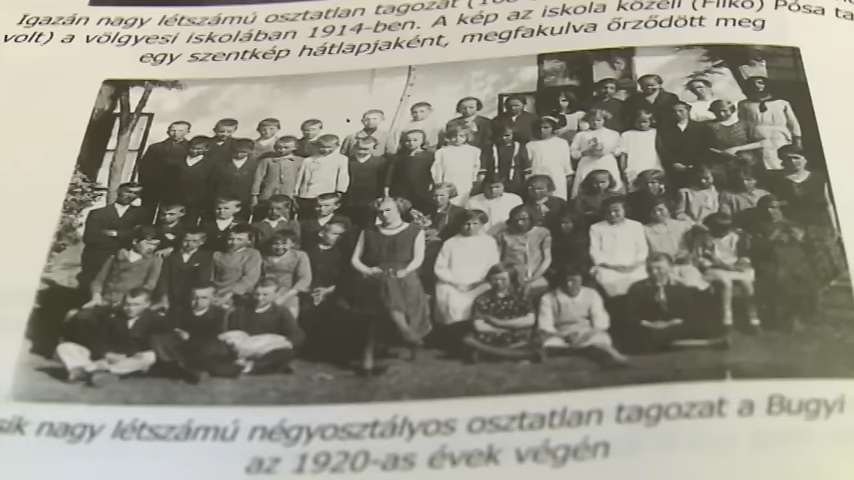 Igazán nagy létszámú osztatlan tagozat
volt) a völgyesi iskolában 1914-ben. A kép az iskola közeli (Filkó) Pósa
egy szentkép hátlapjaként, megfakulva őrződött meg
nagy létszámú négyosztályos osztatlan tagozat a Bugyi
az 1920-as évek végén